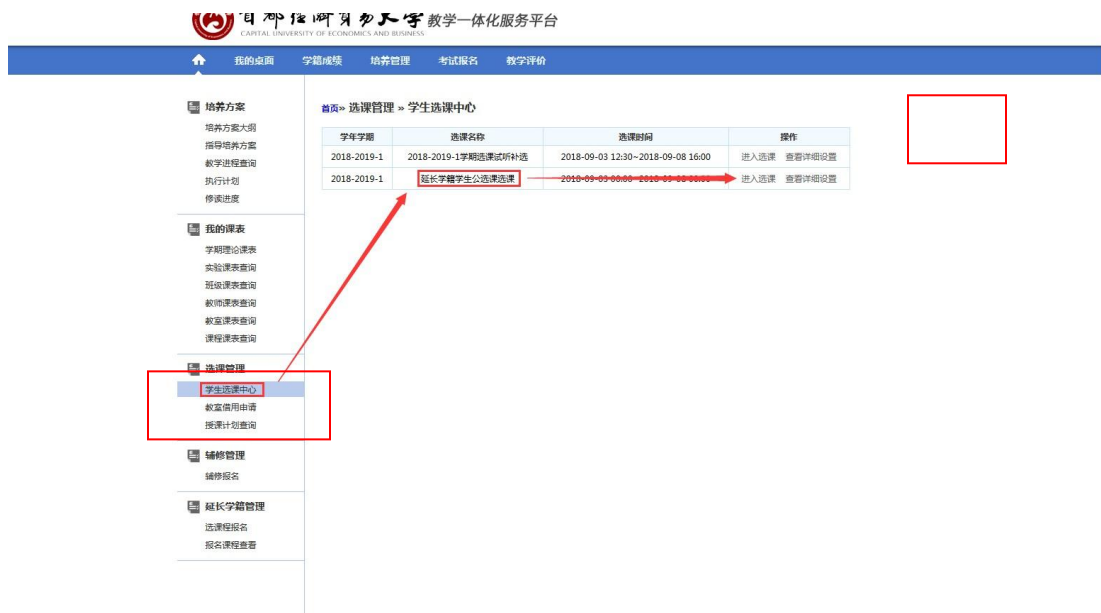 首都经济贸易大学 教学一体化服务平台
CAPITAL UNIVERSITY OF ECONOMICS AND BUSINESS
我的桌面 学籍成绩 培养管理 考试报名 教学评价
培养方案
培养方案大纲
指导培养方案
教学进程查询
执行计划
修读进度
我的课表
学期理论课表
实验课表查询
班级课表查询
教师课表查询
教室课表查询
课程课表查询
选课管理
学生选课中心
教室借用申请
授课计划查询
辅修管理
辅修报名
延长学籍管理
选课程报名
报名课程查看
首页» 选课管理 » 学生选课中心
学年学期 选课名称 选课时间 操作
2018-2019-1 2018-2019-1学期选课试听补选 2018-09-03 12:30~2018-09-08 16:00 进入选课 查看详细设置
2018-2019-1 延长学籍学生公选课选课 进入选课 查看详细设置